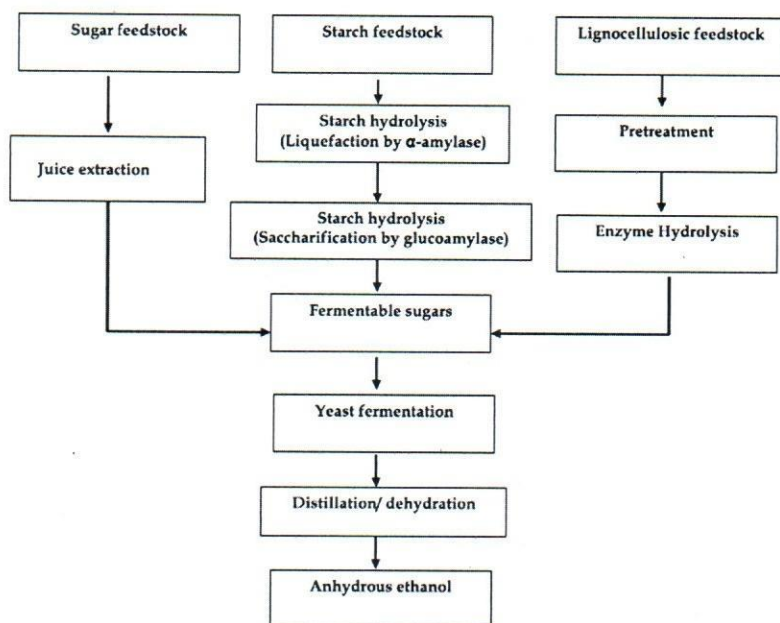 Sugar feedstock
Starch feedstock
Lignocellulosic feedstock
Juice extraction
Starch hydrolysis
(Liquefaction by α-amylase)
Pretreatment
Starch hydrolysis
(Saccharification by glucoamylase)
Enzyme Hydrolysis
Fermentable sugars
Yeast fermentation
Distillation/ dehydration
Anhydrous ethanol